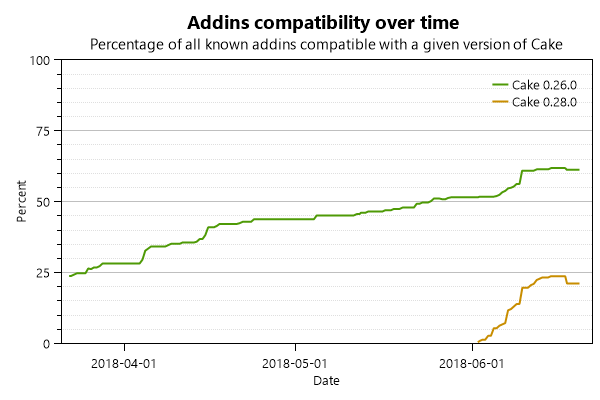 Addins compatibility over time
Percentage of all known addins compatible with a given version of Cake
100
Cake 0.26.0
Cake 0.28.0
75
50
25
0
Percent
2018-04-01
2018-05-01
2018-06-01
Date